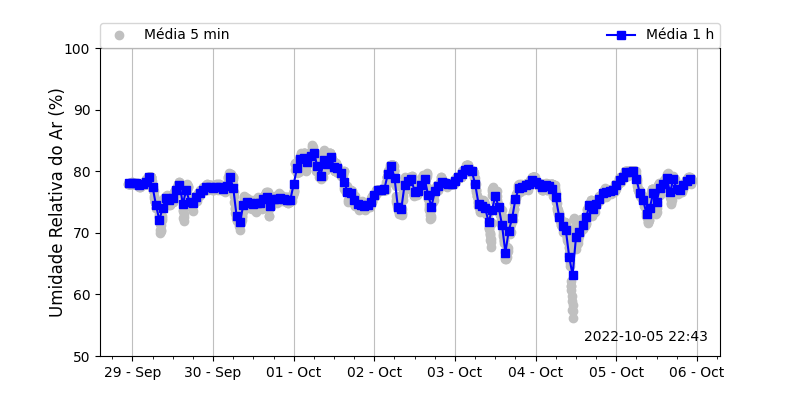 Média 5 min
Média 1 h
Umidade Relativa do Ar (%)
100
90
80
70
60
50
2022-10-05 22:43
29 - Sep
30 - Sep
01 - Oct
02 - Oct
03 - Oct
04 - Oct
05 - Oct
06 - Oct